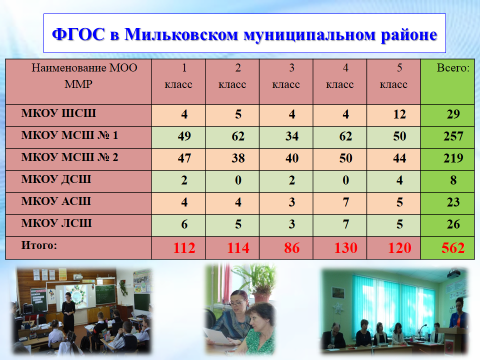 ФГОС в Мильковском муниципальном районе
Наименование МОО ММР 1 класс 2 класс 3 класс 4 класс 5 класс Всего:
МКОУ ШСШ 4 5 4 4 12 29
МКОУ МСШ № 1 49 62 34 62 50 257
МКОУ МСШ № 2 47 38 40 50 44 219
МКОУ ДСШ 2 0 2 0 4 8
МКОУ АСШ 4 4 3 7 5 23
МКОУ ЛСШ 6 5 3 7 5 26
Итого: 112 114 86 130 120 562